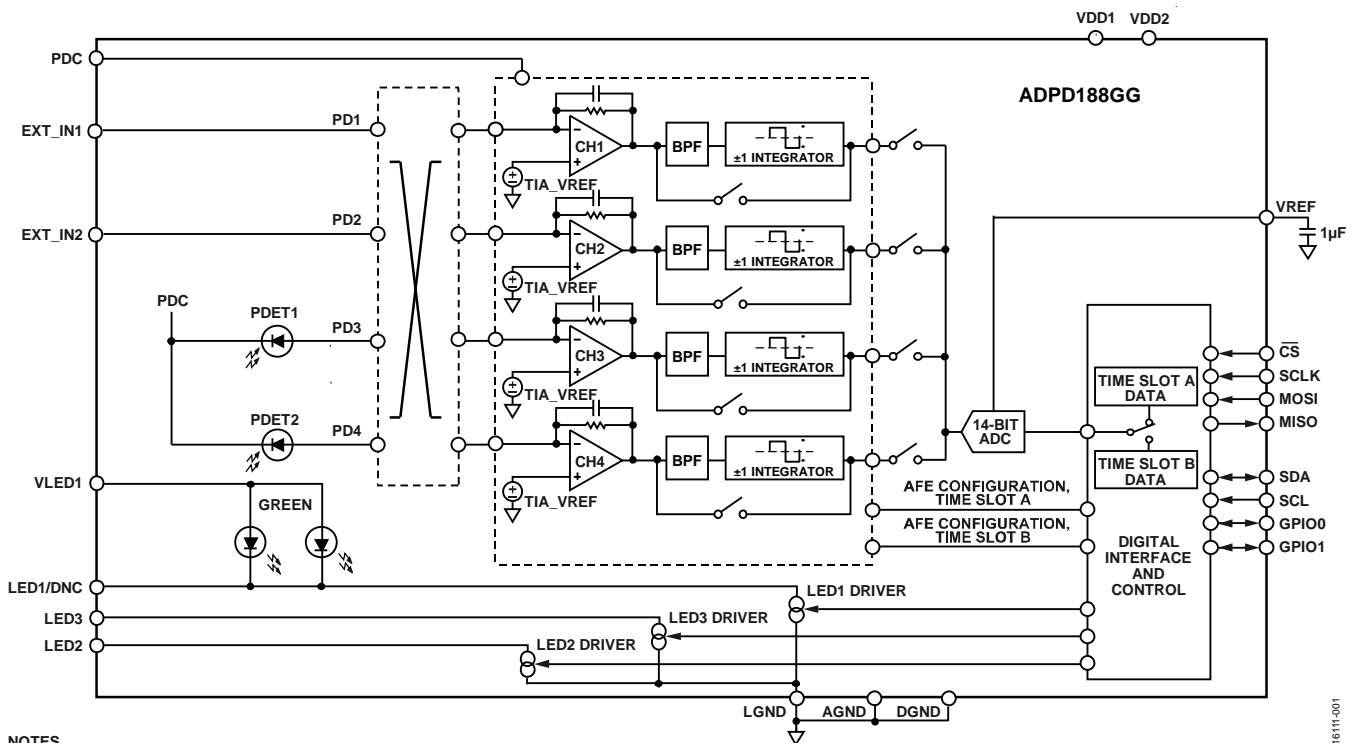 VDD1 VDD2
PDC
ADPD188GG
EXT_IN1
PD1
CH1
BPF
±1 INTEGRATOR
TIA_VREF
VREF
1µF
EXT_IN2
PD2
CH2
BPF
±1 INTEGRATOR
TIA_VREF
PDC
PDET1
PD3
CH3
BPF
±1 INTEGRATOR
TIA_VREF
PDET2
PD4
CH4
BPF
±1 INTEGRATOR
TIA_VREF
14-BIT
ADC
TIME SLOT A
DATA
TIME SLOT B
DATA
CS
SCLK
MOSI
MISO
SDA
SCL
GPIO0
GPIO1
VLED1
GREEN
AFE CONFIGURATION,
TIME SLOT A
AFE CONFIGURATION,
TIME SLOT B
DIGITAL
INTERFACE
AND
CONTROL
LED1/DNC
LED1 DRIVER
LED3
LED3 DRIVER
LED2
LED2 DRIVER
LGND AGND DGND
NOTES
16111-001